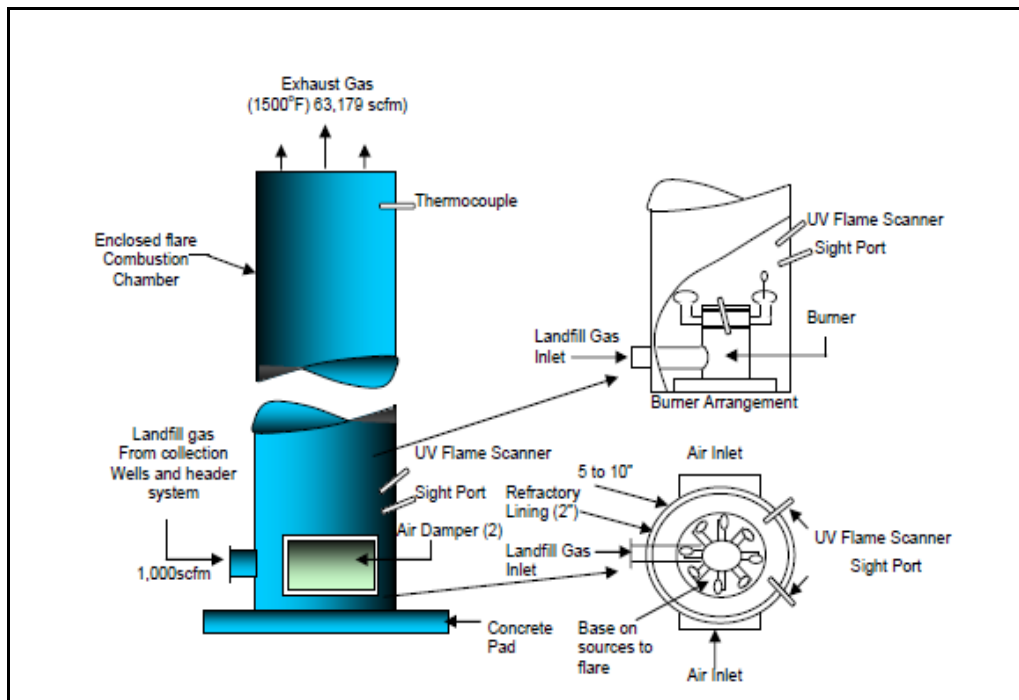 Exhaust Gas
(1500°F) 63,179 scfm)
Thermocouple
Enclosed flare
Combustion
Chamber
UV Flame Scanner
Sight Port
Burner
Landfill Gas
Inlet
Burner Arrangement
Landfill gas
From collection
Wells and header
system
1,000scfm
UV Flame Scanner
Sight Port
Air Damper (2)
Concrete
Pad
Air Inlet
5 to 10"
Refractory
Lining (2")
Landfill Gas
Inlet
UV Flame Scanner
Sight Port
Base on
sources to
flare
Air Inlet